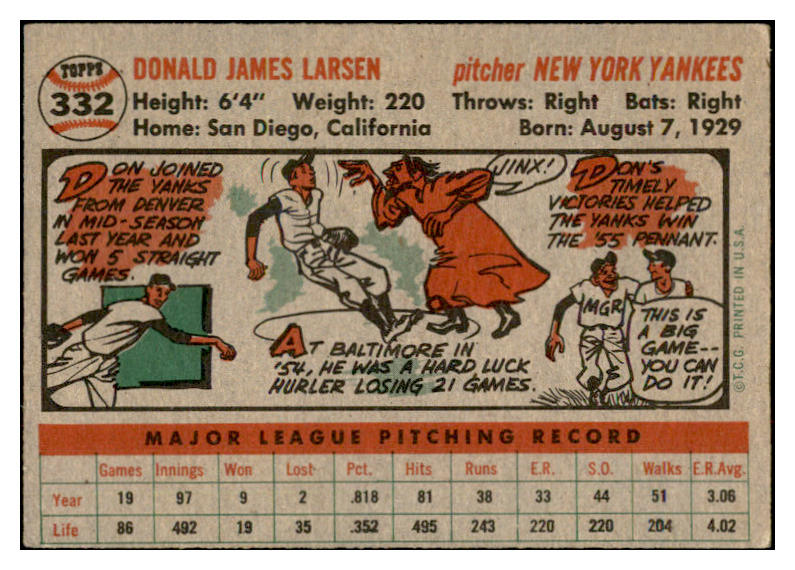 TOPPS
332
DONALD JAMES LARSEN
pitcher NEW YORK YANKEES
Height: 6'4" Weight: 220
Throws: Right Bats: Right
Home: San Diego, California
Born: August 7, 1929
DON JOINED
THE YANKS
FROM DENVER
IN MID-SEASON
LAST YEAR AND
WON 5 STRAIGHT
GAMES.
JINX!
AT BALTIMORE IN
'54, HE WAS A HARD LUCK
HURLER LOSING 21 GAMES.
DON'S
TIMELY
VICTORIES HELPED
THE YANKS WIN
THE '55 PENNANT.
MGR
THIS IS
A BIG
GAME--
YOU CAN
DO IT!
©T.C.G. PRINTED IN U.S.A.
MAJOR LEAGUE PITCHING RECORD
Games Innings Won Lost Pct. Hits Runs E.R. S.O. Walks E.R.Avg.
Year 19 97 9 2 .818 81 38 33 44 51 3.06
Life 86 492 19 35 .352 495 243 220 220 204 4.02